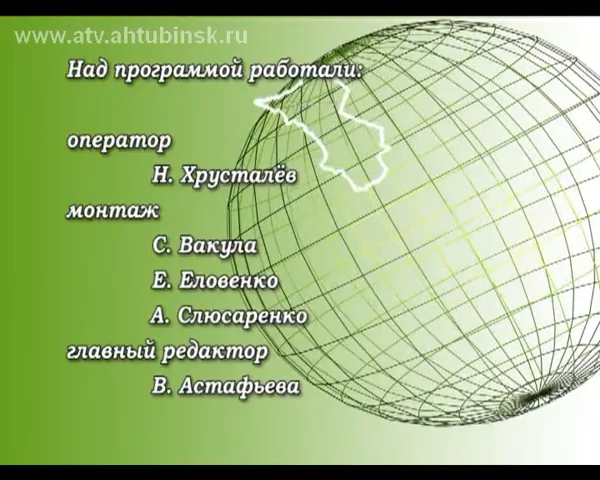 www.atv.ahtubinsk.ru
Над программой работали:
оператор
Н. Хрусталёв
монтаж
С. Вакула
Е. Еловенко
А. Слюсаренко
главный редактор
В. Астафьева